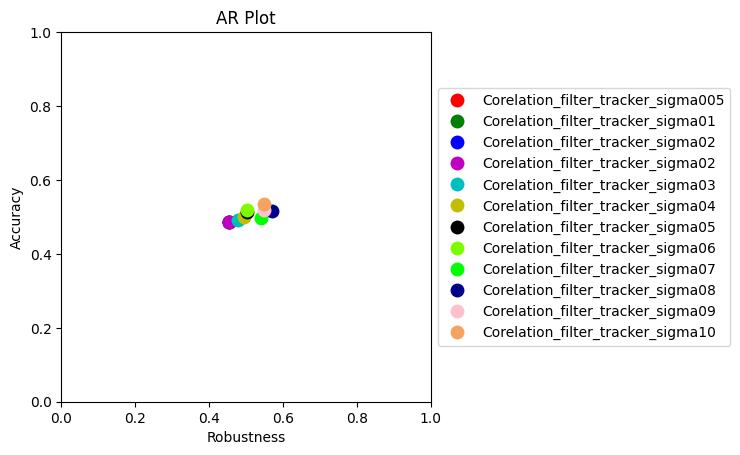 AR Plot
1.0
0.8
0.6
0.4
0.2
0.0
Accuracy
0.0 0.2 0.4 0.6 0.8 1.0
Robustness
Corelation_filter_tracker_sigma005
Corelation_filter_tracker_sigma01
Corelation_filter_tracker_sigma02
Corelation_filter_tracker_sigma02
Corelation_filter_tracker_sigma03
Corelation_filter_tracker_sigma04
Corelation_filter_tracker_sigma05
Corelation_filter_tracker_sigma06
Corelation_filter_tracker_sigma07
Corelation_filter_tracker_sigma08
Corelation_filter_tracker_sigma09
Corelation_filter_tracker_sigma10